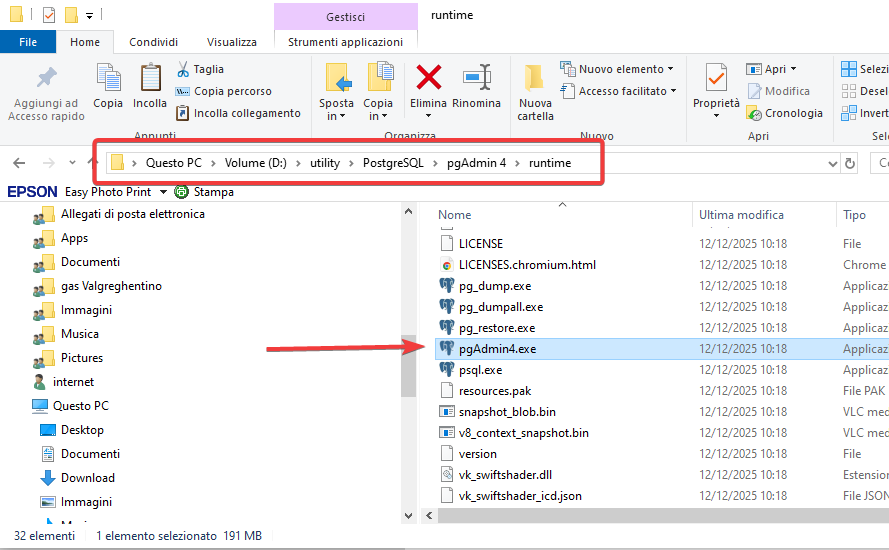 Gestisci
runtime
File
Home
Condividi
Visualizza
Strumenti applicazioni
Aggiungi ad
Accesso rapido
Copia
Incolla
Taglia
Copia percorso
Incolla collegamento
Appunti
Sposta
in
Copia
in
Elimina
Rinomina
Organizza
Nuova
cartella
Nuovo elemento
Accesso facilitato
Nuovo
Proprietà
Apri
Modifica
Cronologia
Apri
Questo PC
Volume (D:)
utility
PostgreSQL
pgAdmin 4
runtime
EPSON
Easy Photo Print
Stampa
Allegati di posta elettronica
Apps
Documenti
gas Valgreghentino
Immagini
Musica
Pictures
internet
Questo PC
Desktop
Documenti
Download
Immagini
Nome
Ultima modifica
Tipo
LICENSE
12/12/2025 10:18
File
LICENSES.chromium.html
12/12/2025 10:18
Chrome
pg_dump.exe
12/12/2025 10:18
Applicaz
pg_dumpall.exe
12/12/2025 10:18
Applicaz
pg_restore.exe
12/12/2025 10:18
Applicaz
pgAdmin4.exe
12/12/2025 10:18
Applicaz
psql.exe
12/12/2025 10:18
Applicaz
resources.pak
12/12/2025 10:18
File PAK
snapshot_blob.bin
12/12/2025 10:18
VLC med
v8_context_snapshot.bin
12/12/2025 10:18
VLC med
version
12/12/2025 10:18
File
vk_swiftshader.dll
12/12/2025 10:18
Estension
vk_swiftshader_icd.json
12/12/2025 10:18
File JSON
32 elementi
1 elemento selezionato
191 MB